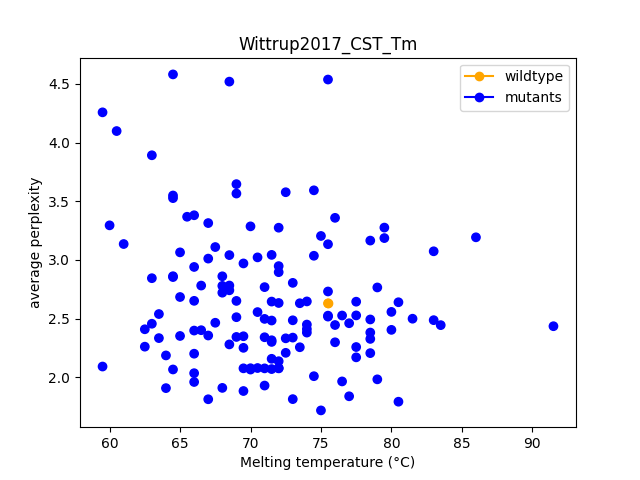 Wittrup2017_CST_Tm
wildtype
mutants
average perplexity
4.5
4.0
3.5
3.0
2.5
2.0
60 65 70 75 80 85 90
Melting temperature (°C)